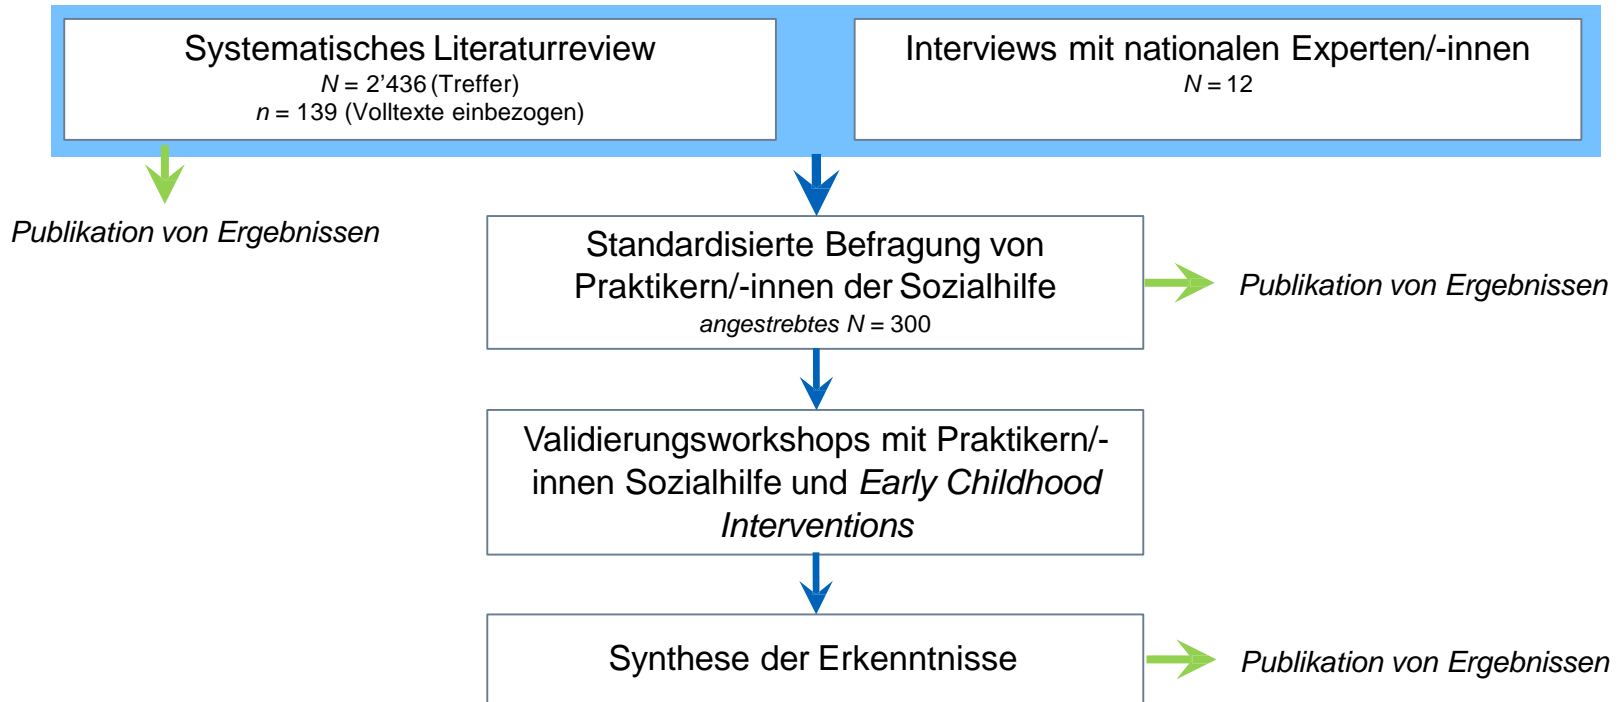 Systematisches Literaturreview
N = 2’436 (Treffer)
n = 139 (Volltexte einbezogen)
Interviews mit nationalen Experten/-innen
N = 12
Publikation von Ergebnissen
Standardisierte Befragung von
Praktikern/-innen der Sozialhilfe
angestrebtes N = 300
Publikation von Ergebnissen
Validierungsworkshops mit Praktikern/-
innen Sozialhilfe und Early Childhood
Interventions
Synthese der Erkenntnisse
Publikation von Ergebnissen